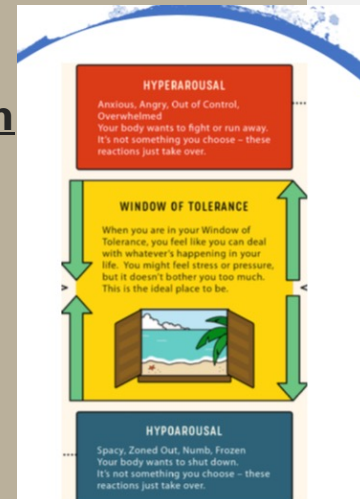 n
HYPERAROUSAL
Anxious, Angry, Out of Control,
Overwhelmed
Your body wants to fight or run away.
It's not something you choose – these
reactions just take over.
WINDOW OF TOLERANCE
When you are in your Window of
Tolerance, you feel like you can deal
with whatever's happening in your
life. You might feel stress or pressure,
but it doesn't bother you too much.
This is the ideal place to be.
HYPOAROUSAL
Spacy, Zoned Out, Numb, Frozen
Your body wants to shut down.
It's not something you choose – these
reactions just take over.